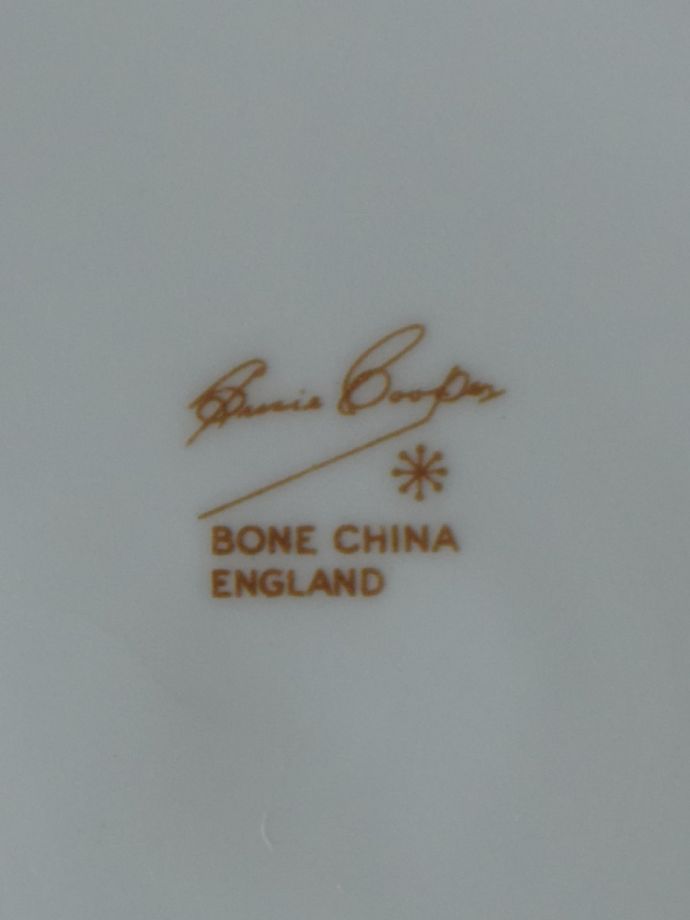 Susie Cooper
BONE CHINA
ENGLAND